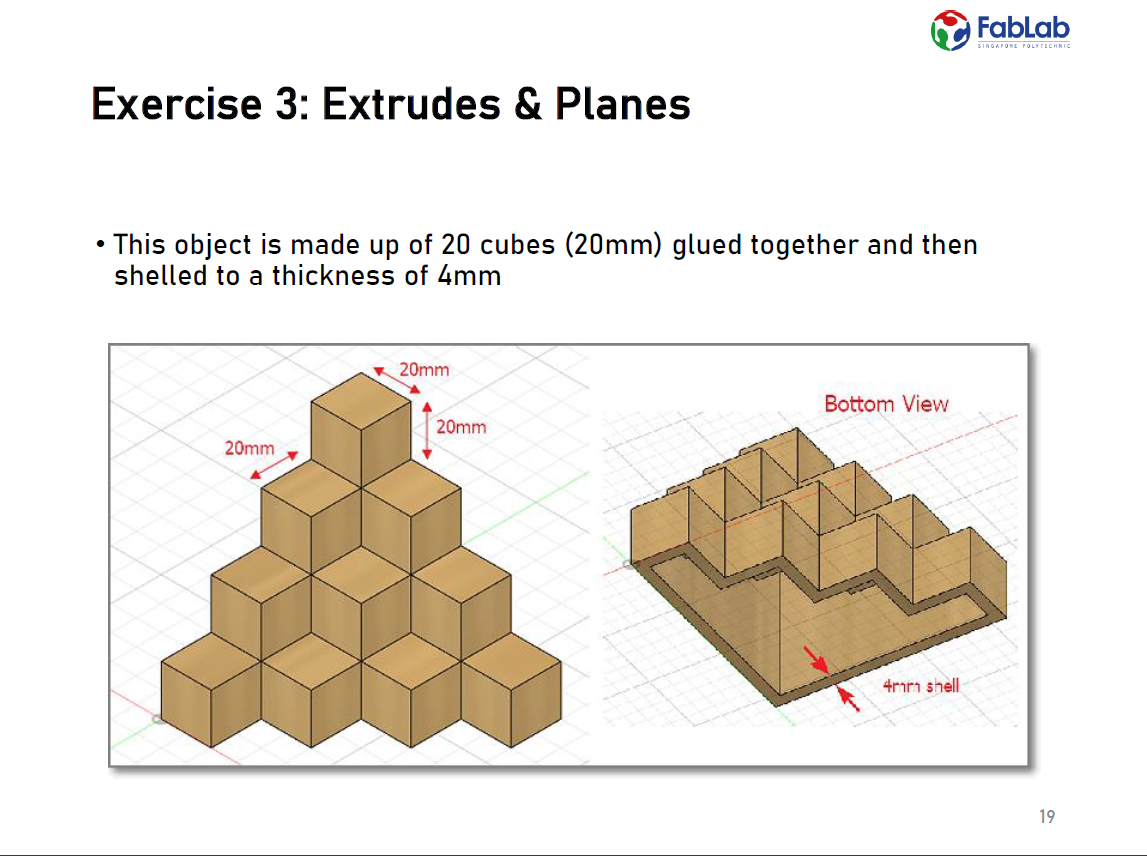 FabLab
SINGAPORE POLYTECHNIC
Exercise 3: Extrudes & Planes
• This object is made up of 20 cubes (20mm) glued together and then
shelled to a thickness of 4mm
20mm
20mm
20mm
Bottom View
4mm shell
19